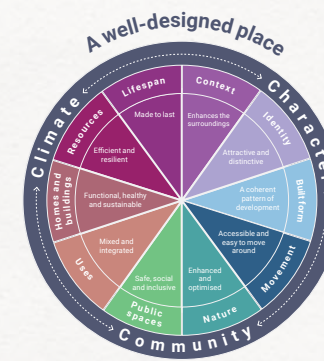 A well-designed place
Climate
Character
Community
Context
Enhances the
surroundings
Identity
Attractive and
distinctive
Built form
A coherent
pattern of
development
Movement
Accessible and
easy to move
around
Nature
Enhanced
and
optimised
Public
spaces
Safe, social
and inclusive
Uses
Mixed and
integrated
Homes and
buildings
Functional, healthy
and sustainable
Resources
Efficient and
resilient
Lifespan
Made to last